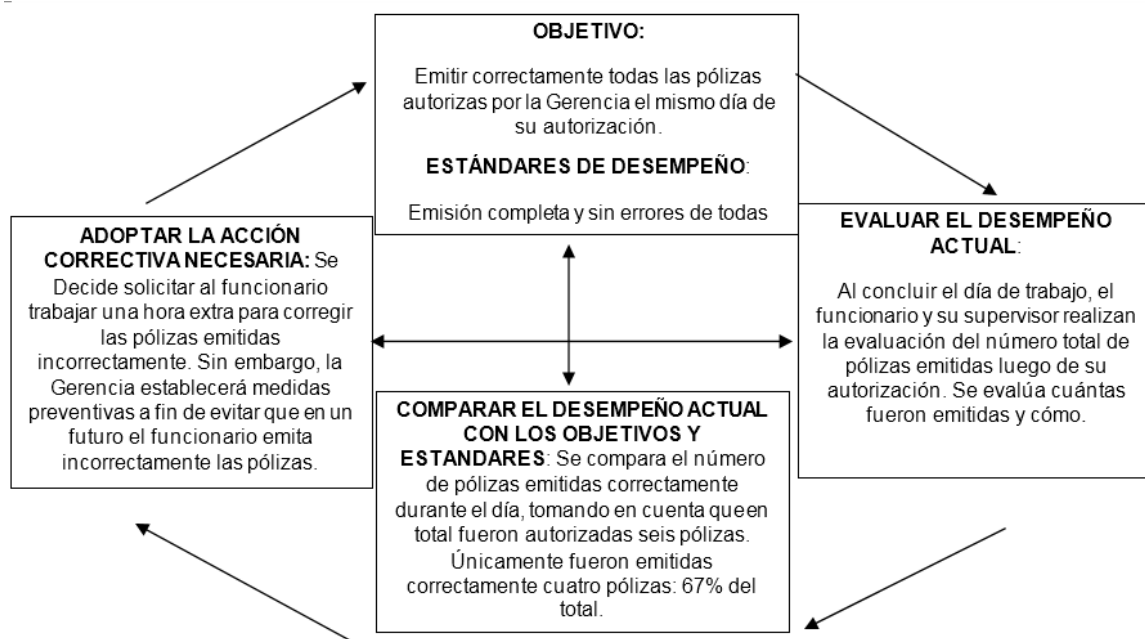 OBJETIVO:
Emitir correctamente todas las pólizas
autorizas por la Gerencia el mismo día de
su autorización.
ESTÁNDARES DE DESEMPEÑO:
Emisión completa y sin errores de todas
EVALUAR EL DESEMPEÑO
ACTUAL:
Al concluir el día de trabajo, el
funcionario y su supervisor realizan
la evaluación del número total de
pólizas emitidas luego de su
autorización. Se evalúa cuántas
fueron emitidas y cómo.
COMPARAR EL DESEMPEÑO ACTUAL
CON LOS OBJETIVOS Y
ESTANDARES: Se compara el número
de pólizas emitidas correctamente
durante el día, tomando en cuenta queen
total fueron autorizadas seis pólizas.
Únicamente fueron emitidas
correctamente cuatro pólizas: 67% del
total.
ADOPTAR LA ACCIÓN
CORRECTIVA NECESARIA: Se
Decide solicitar al funcionario
trabajar una hora extra para corregir
las pólizas emitidas
incorrectamente. Sin embargo, la
Gerencia establecerá medidas
preventivas a fin de evitar que en un
futuro el funcionario emita
incorrectamente las pólizas.